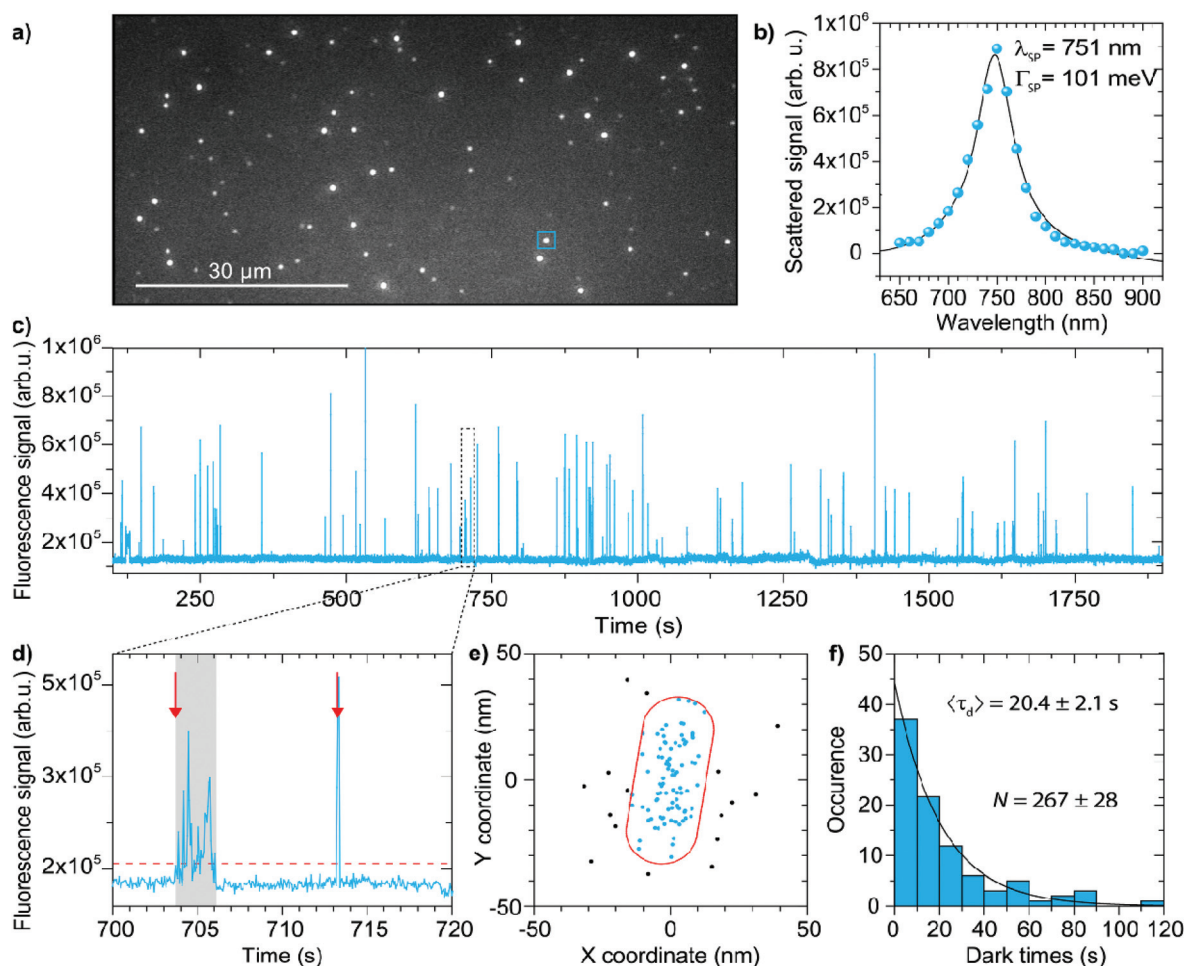 a)
30 μm
b)
Scattered signal (arb. u.)
1x10⁶
8x10⁵
6x10⁵
4x10⁵
2x10⁵
0
λSP = 751 nm
ΓSP = 101 meV
650 700 750 800 850 900
Wavelength (nm)
c)
Fluorescence signal (arb.u.)
1x10⁶
8x10⁵
6x10⁵
4x10⁵
2x10⁵
250 500 750 1000 1250 1500 1750
Time (s)
d)
Fluorescence signal (arb.u.)
5x10⁵
3x10⁵
2x10⁵
700 705 710 715 720
Time (s)
e)
Y coordinate (nm)
50
0
-50
-50 0 50
X coordinate (nm)
f)
Occurence
50
40
30
20
10
0
⟨τd⟩ = 20.4 ± 2.1 s
N = 267 ± 28
0 20 40 60 80 100 120
Dark times (s)